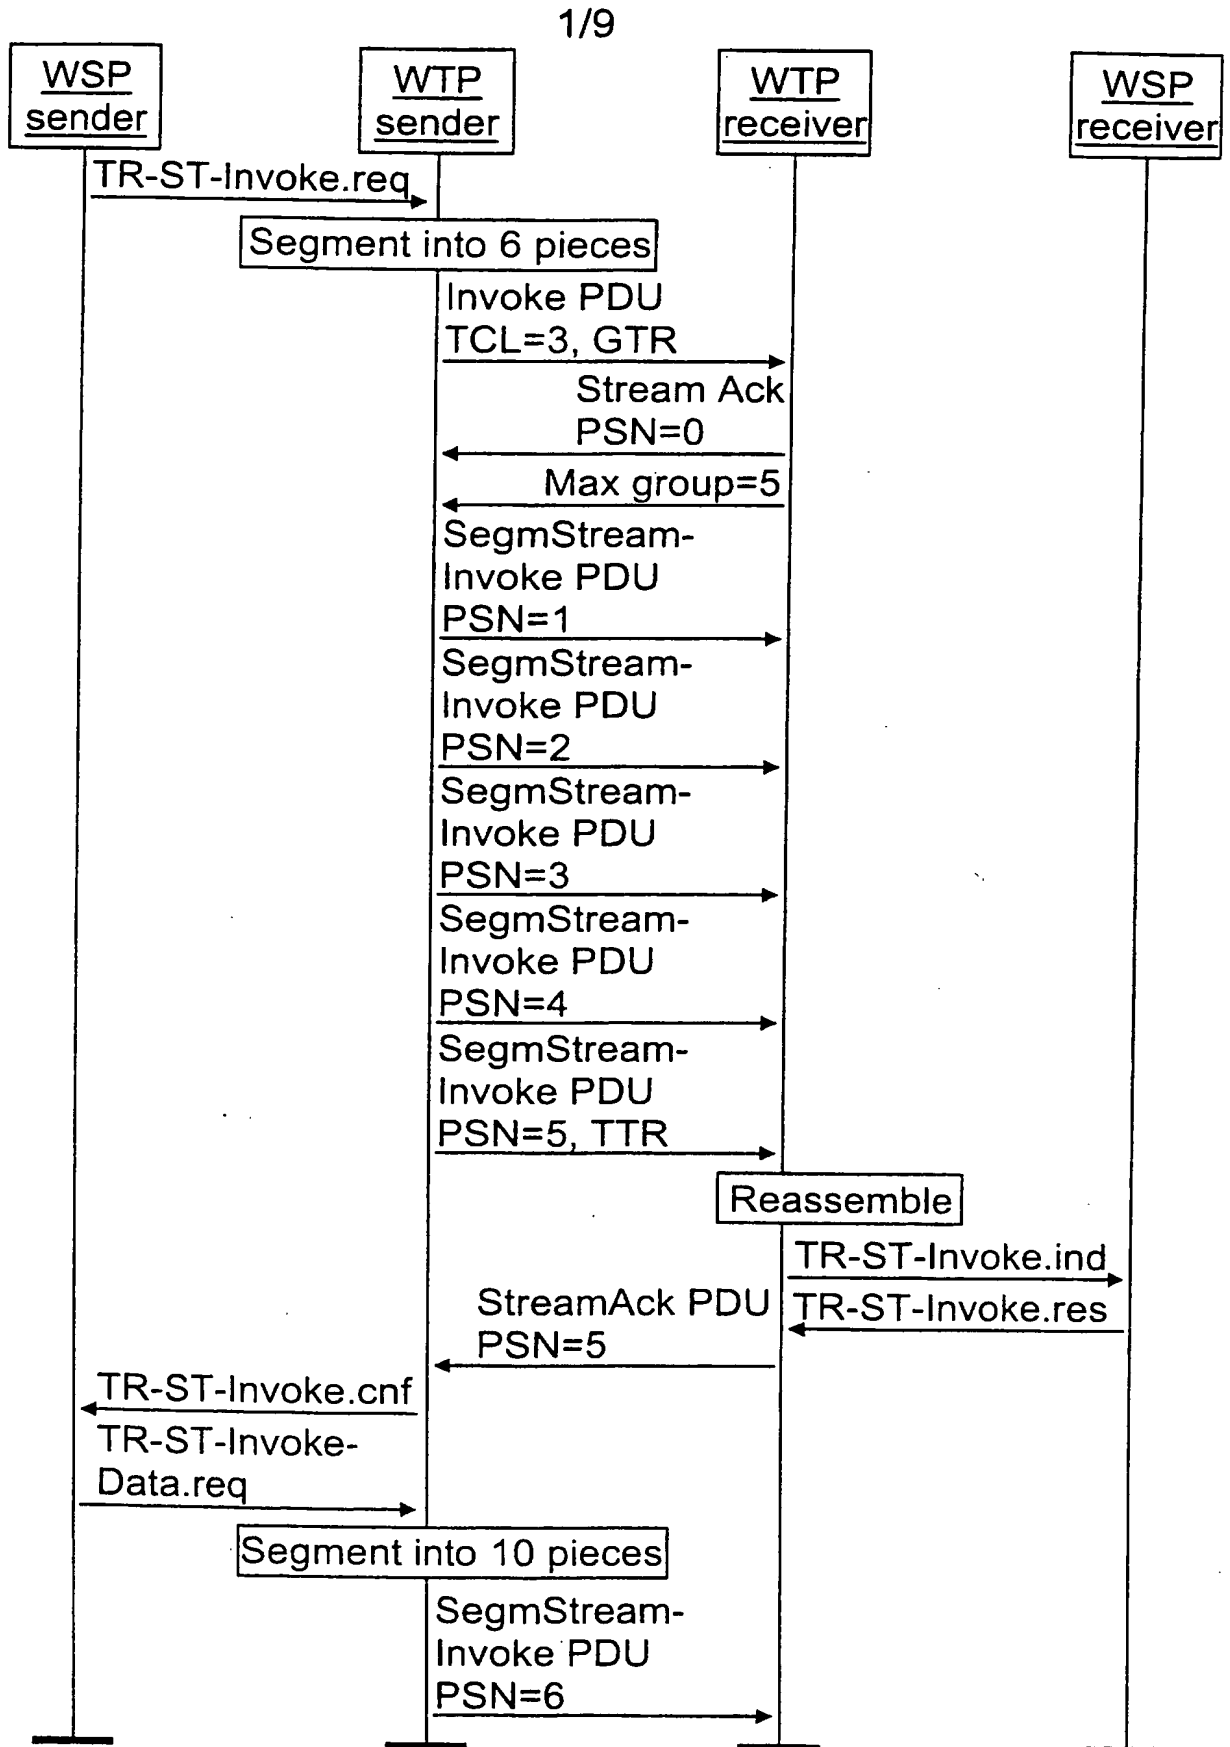 1/9
WSP
sender
WTP
sender
WTP
receiver
WSP
receiver
TR-ST-Invoke.req
Segment into 6 pieces
Invoke PDU
TCL=3, GTR
Stream Ack
PSN=0
Max group=5
SegmStream-
Invoke PDU
PSN=1
SegmStream-
Invoke PDU
PSN=2
SegmStream-
Invoke PDU
PSN=3
SegmStream-
Invoke PDU
PSN=4
SegmStream-
Invoke PDU
PSN=5, TTR
Reassemble
TR-ST-Invoke.ind
StreamAck PDU
PSN=5
TR-ST-Invoke.res
TR-ST-Invoke.cnf
TR-ST-Invoke-
Data.req
Segment into 10 pieces
SegmStream-
Invoke PDU
PSN=6